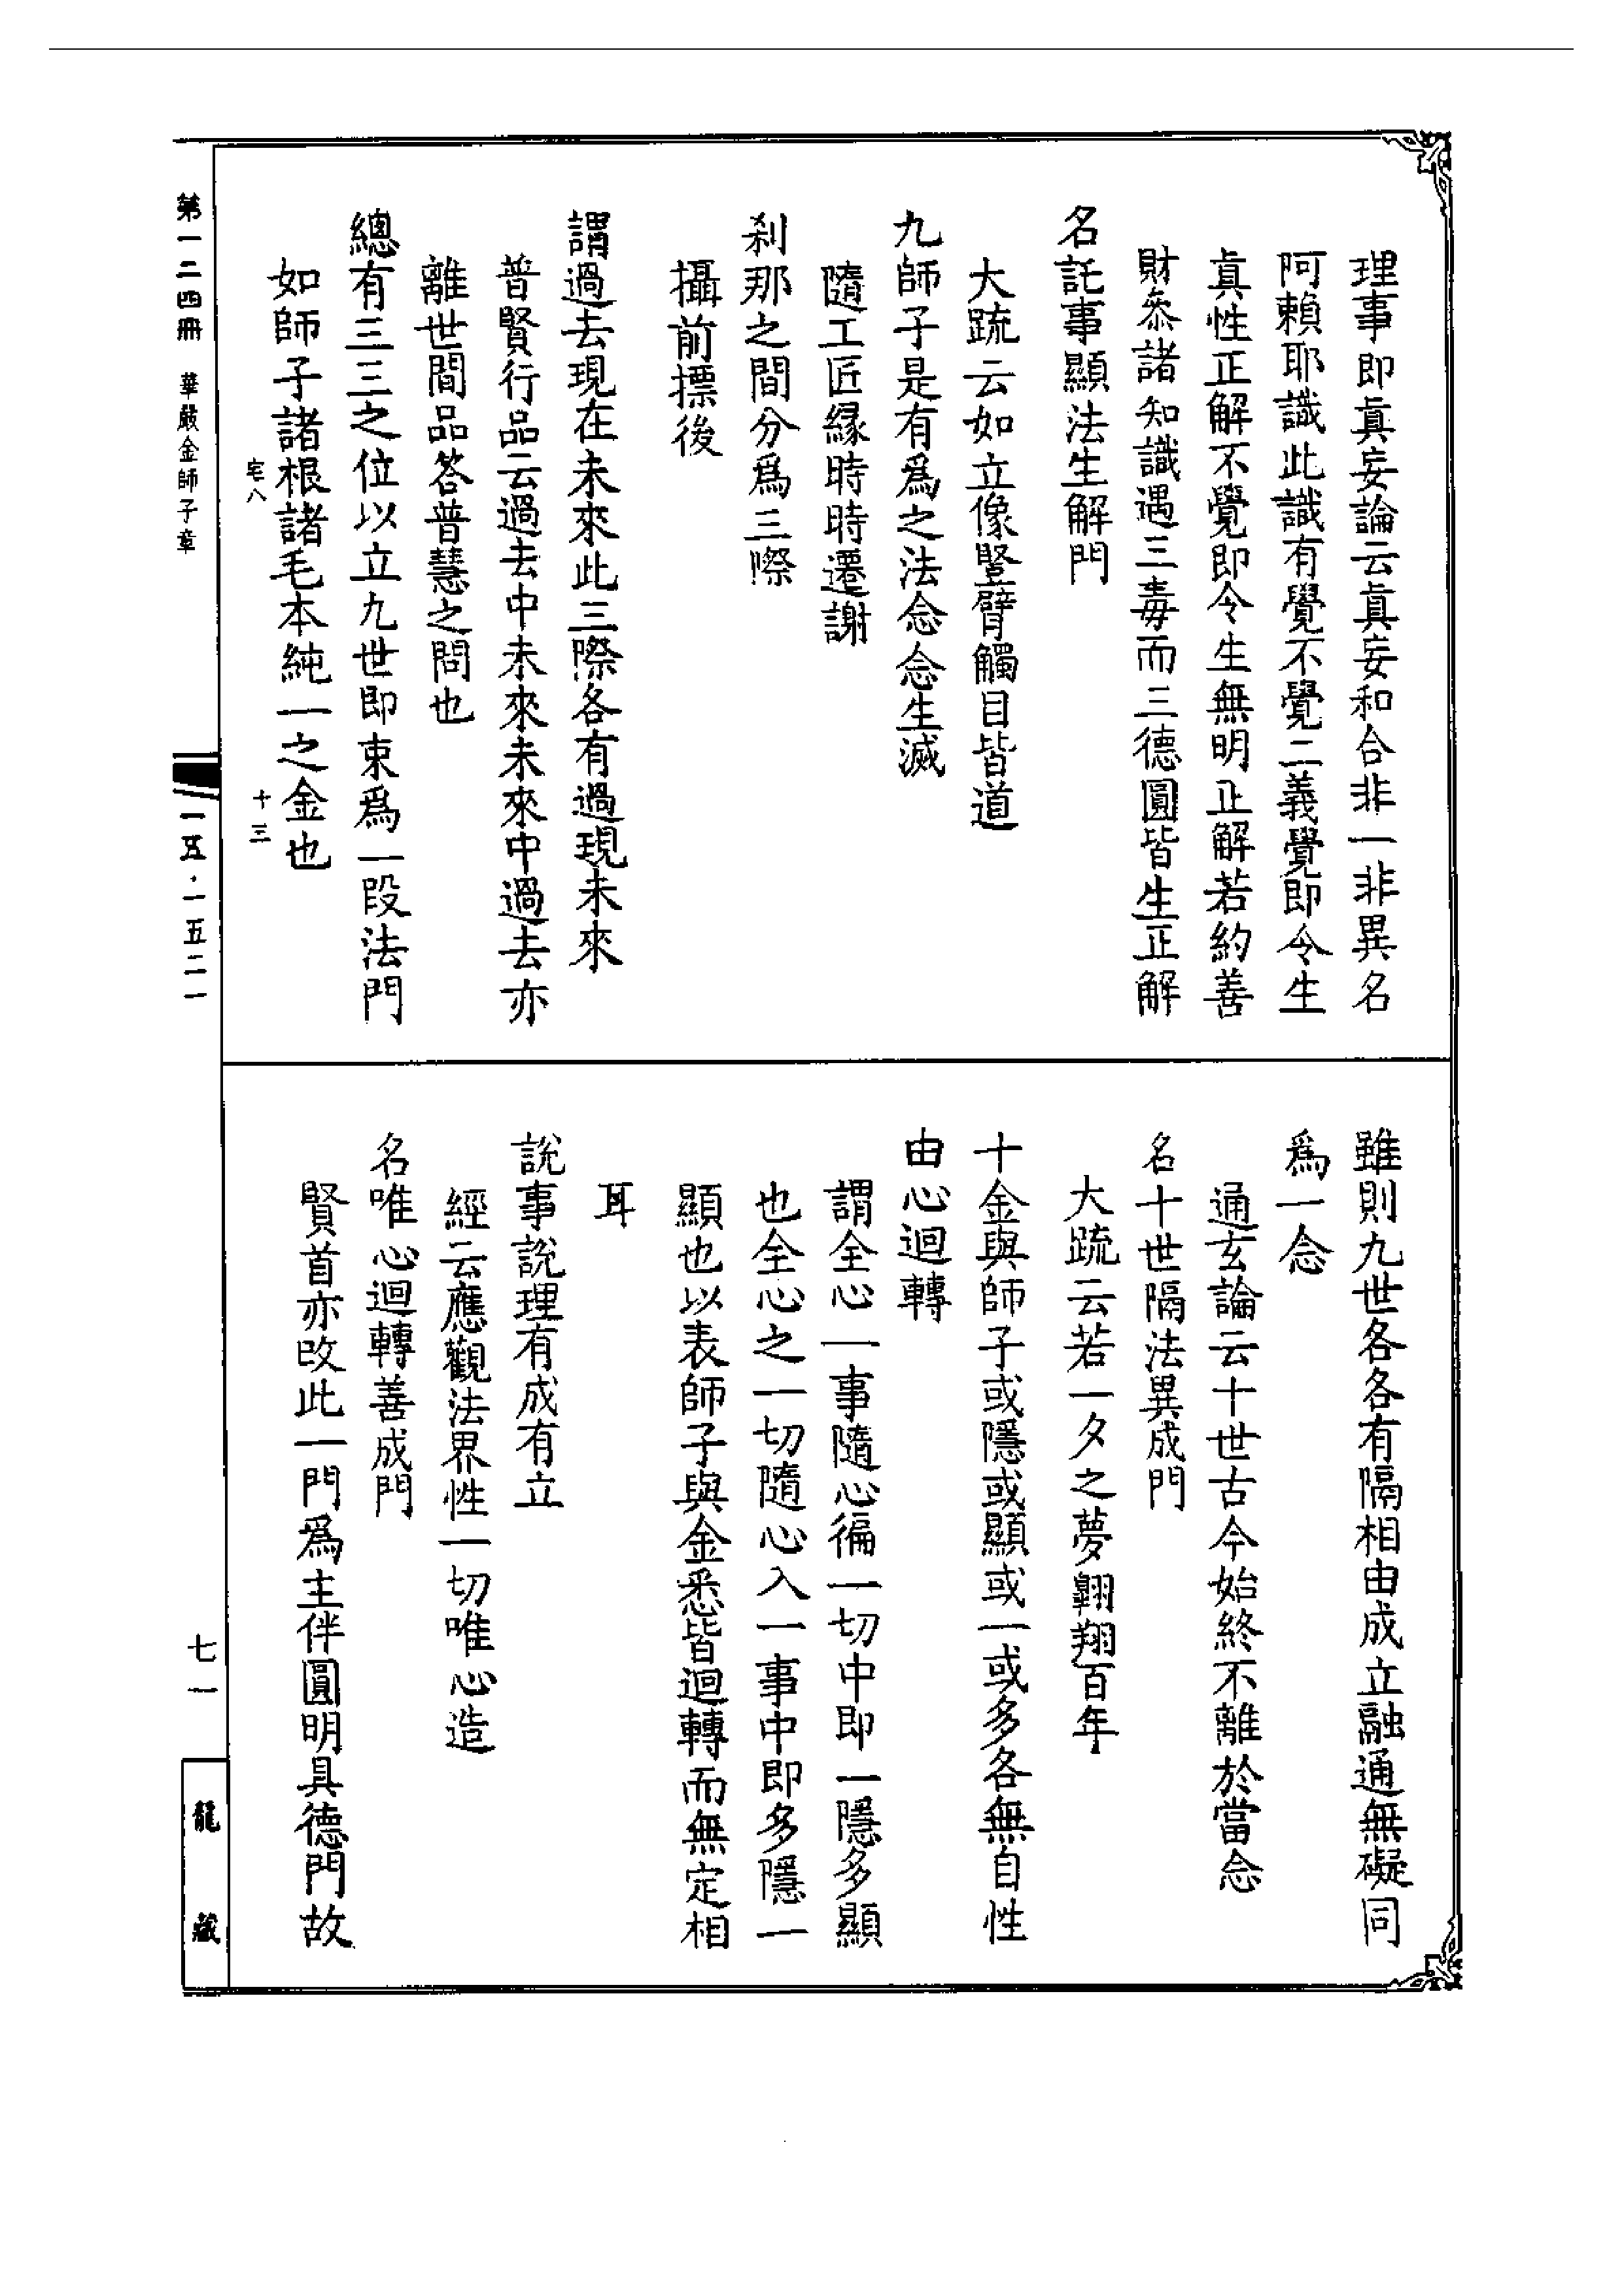 理事即眞妄論云眞妄和合非一非異名
阿賴耶識此識有覺不覺二義覺即令生
眞性正解不覺即令生無明正解若約善
財叅諸知識遇三毒而三德圓皆生正解
名託事顯法生解門
大䟽云如立像豎臂觸目皆道
九師子是有爲之法念念生滅
隨工匠緣時時遷謝
刹那之間分爲三際
攝前摽後
謂過去現在未來此三際各有過現未來
普賢行品云過去中未來未來中過去亦
離世間品答普慧之問也
總有三三之位以立九世即束爲一段法門
如師子諸根諸毛本純一之金也
宅八
十三
雖則九世各各有隔相由成立融通無礙同
爲一念
通玄論云十世古今始終不離於當念
名十世隔法異成門
大䟽云若一夕之夢翺翔百年
十金與師子或隱或顯或一或多各無自性
由心迴轉
謂全心一事隨心徧一切中即一隱多顯
也全心之一切隨心入一事中即多隱一
顯也以表師子與金悉皆迴轉而無定相
耳
說事說理有成有立
經云應觀法界性一切唯心造
名唯心迴轉善成門
賢首亦改此一門爲主伴圓明具德門故
第一二四冊 華嚴金師子章
一五·一五二一
七一
龍藏